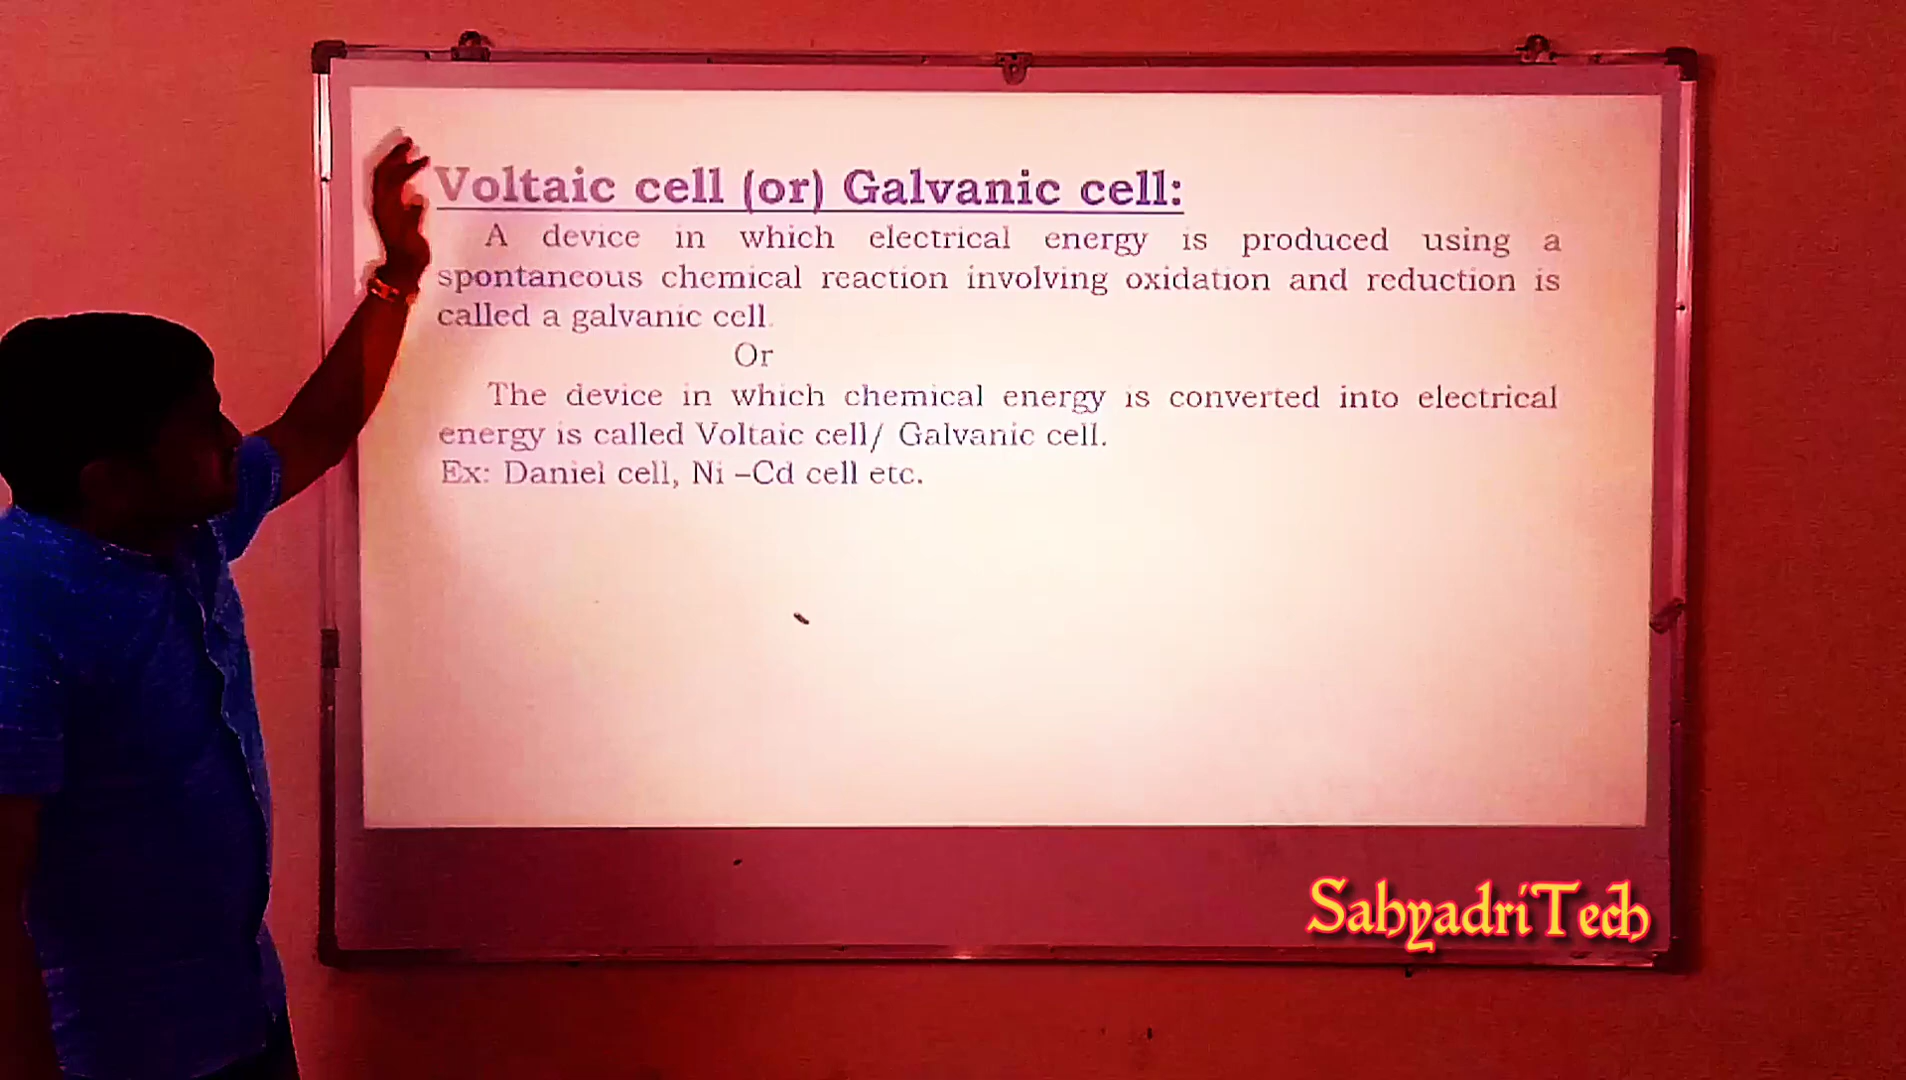 Voltaic cell (or) Galvanic cell:
A device in which electrical energy is produced using a
spontaneous chemical reaction involving oxidation and reduction is
called a galvanic cell.
Or
The device in which chemical energy is converted into electrical
energy is called Voltaic cell/ Galvanic cell.
Ex: Daniel cell, Ni –Cd cell etc.
SahyadriTech